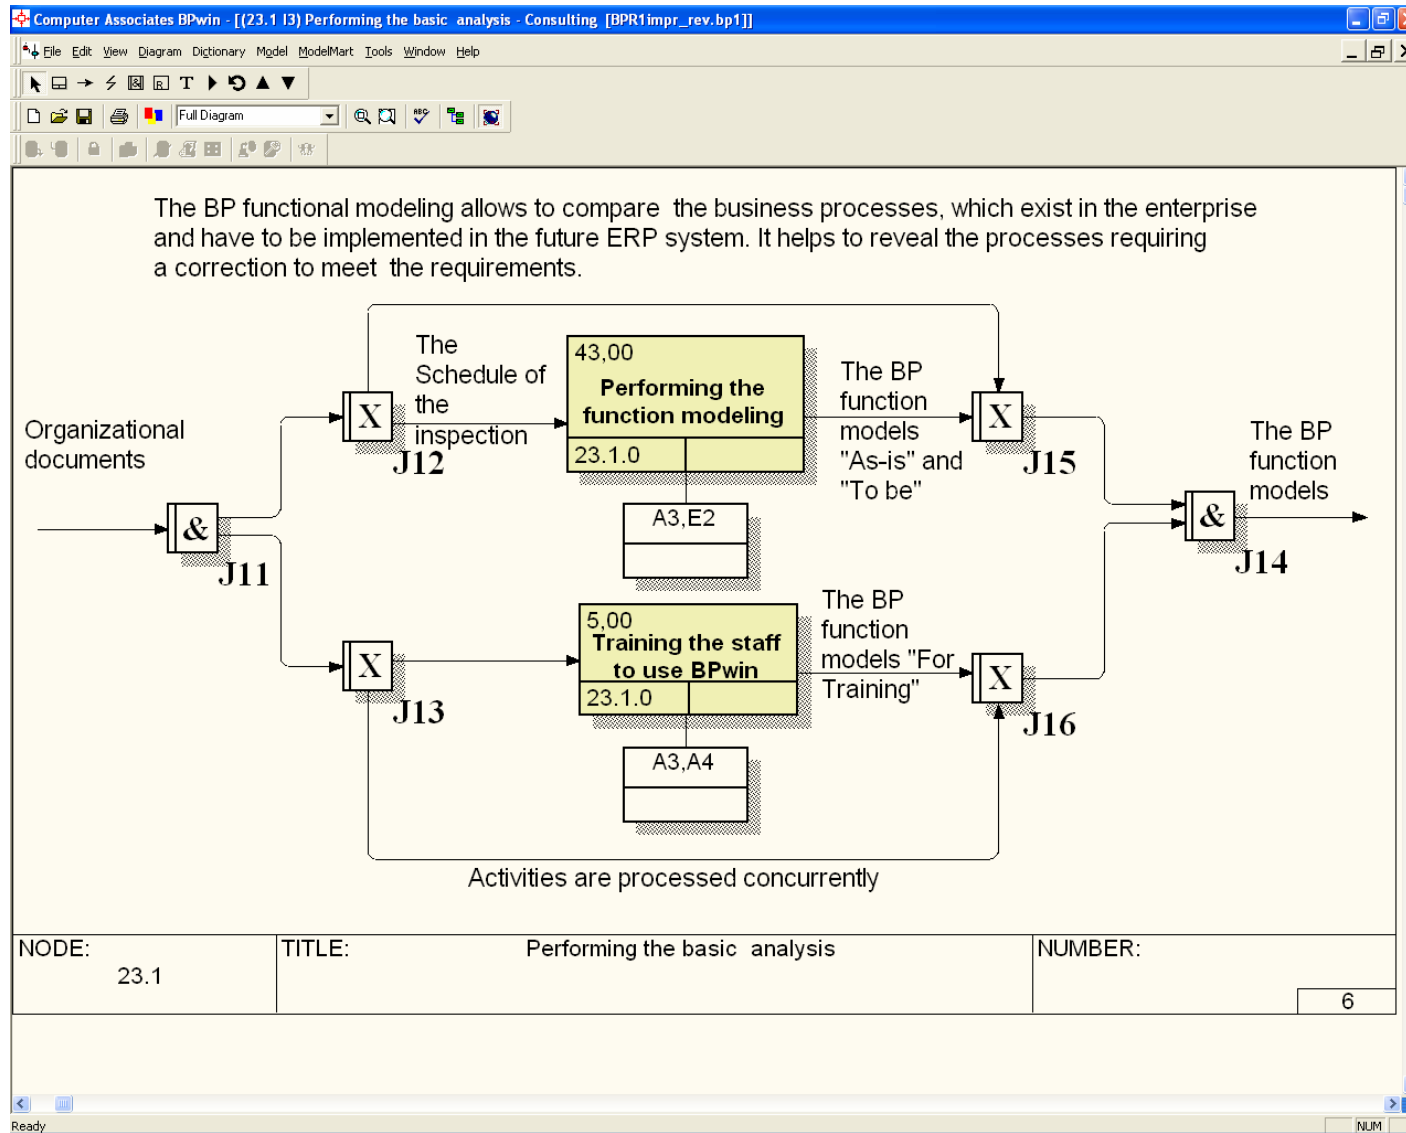 Computer Associates BPwin - [(23.1 I3) Performing the basic  analysis - Consulting  [BPR1impr_rev.bp1]]
File Edit View Diagram Dictionary Model ModelMart Tools Window Help
R T
Full Diagram
ABC
The BP functional modeling allows to compare  the business processes, which exist in the enterprise
and have to be implemented in the future ERP system. It helps to reveal the processes requiring
a correction to meet  the requirements.
Organizational
documents
&
J11
X
J12
The
Schedule of
the
inspection
43,00
Performing the
function modeling
23.1.0
A3,E2
The BP
function
models
"As-is" and
"To be"
X
J15
X
J13
5,00
Training the staff
to use BPwin
23.1.0
A3,A4
The BP
function
models "For
Training"
X
J16
&
J14
The BP
function
models
Activities are processed concurrently
NODE:
23.1
TITLE:
Performing the basic  analysis
NUMBER:
6
Ready
NUM